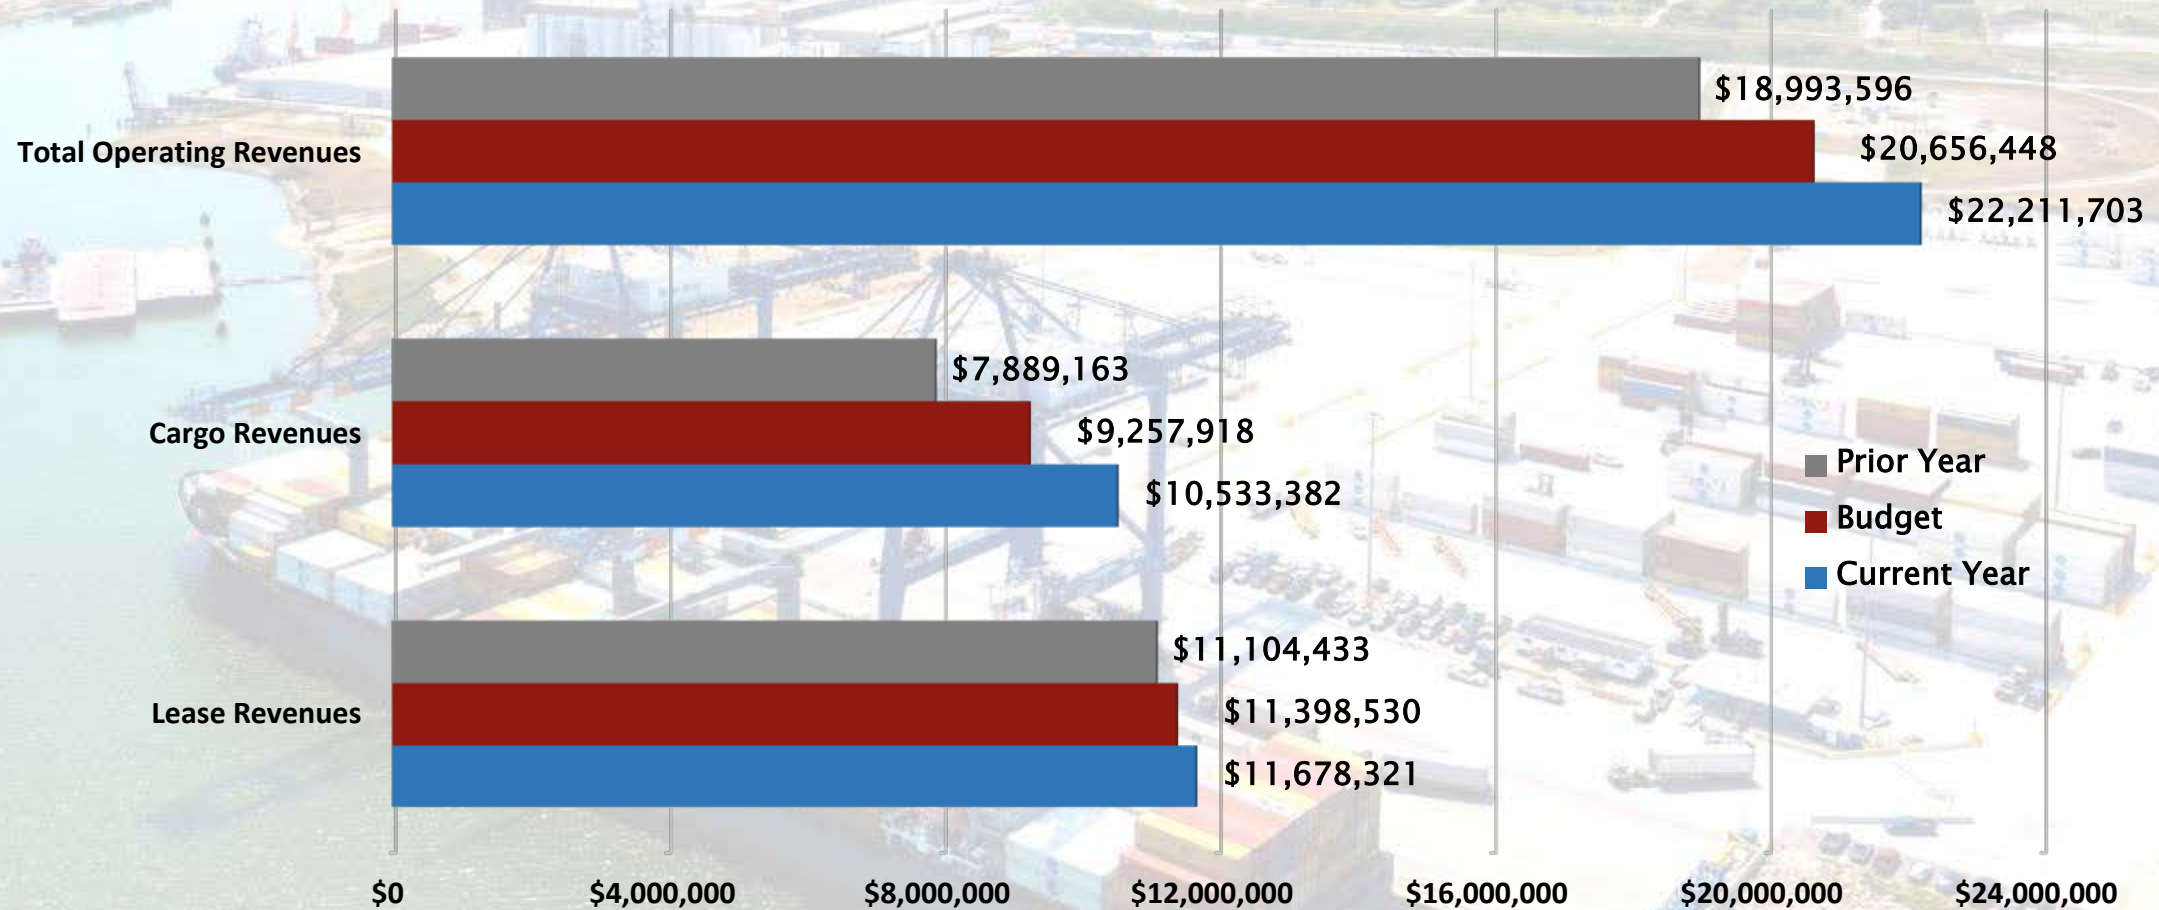 $18,993,596
Total Operating Revenues
$20,656,448
$22,211,703
$7,889,163
Cargo Revenues
$9,257,918
$10,533,382
Prior Year
Budget
Current Year
$11,104,433
Lease Revenues
$11,398,530
$11,678,321
$0 $4,000,000 $8,000,000 $12,000,000 $16,000,000 $20,000,000 $24,000,000